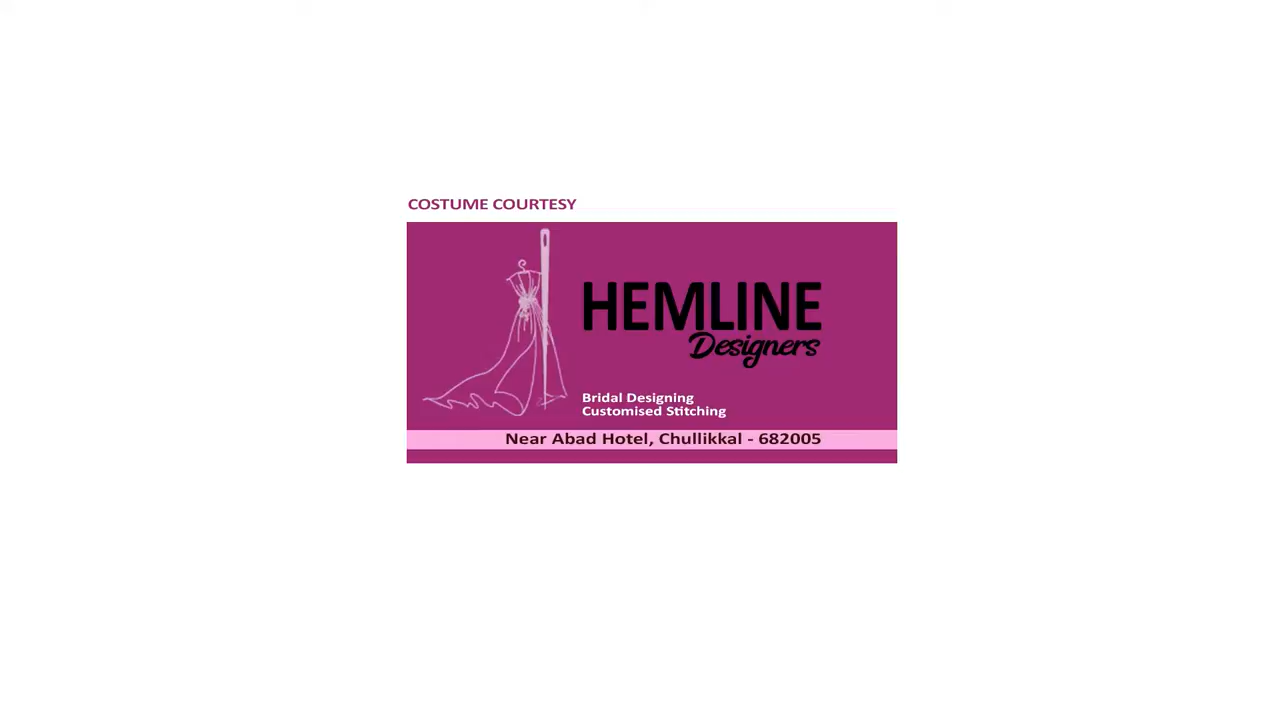 COSTUME COURTESY
HEMLINE
Designers
Bridal Designing
Customised Stitching
Near Abad Hotel, Chullikkal - 682005